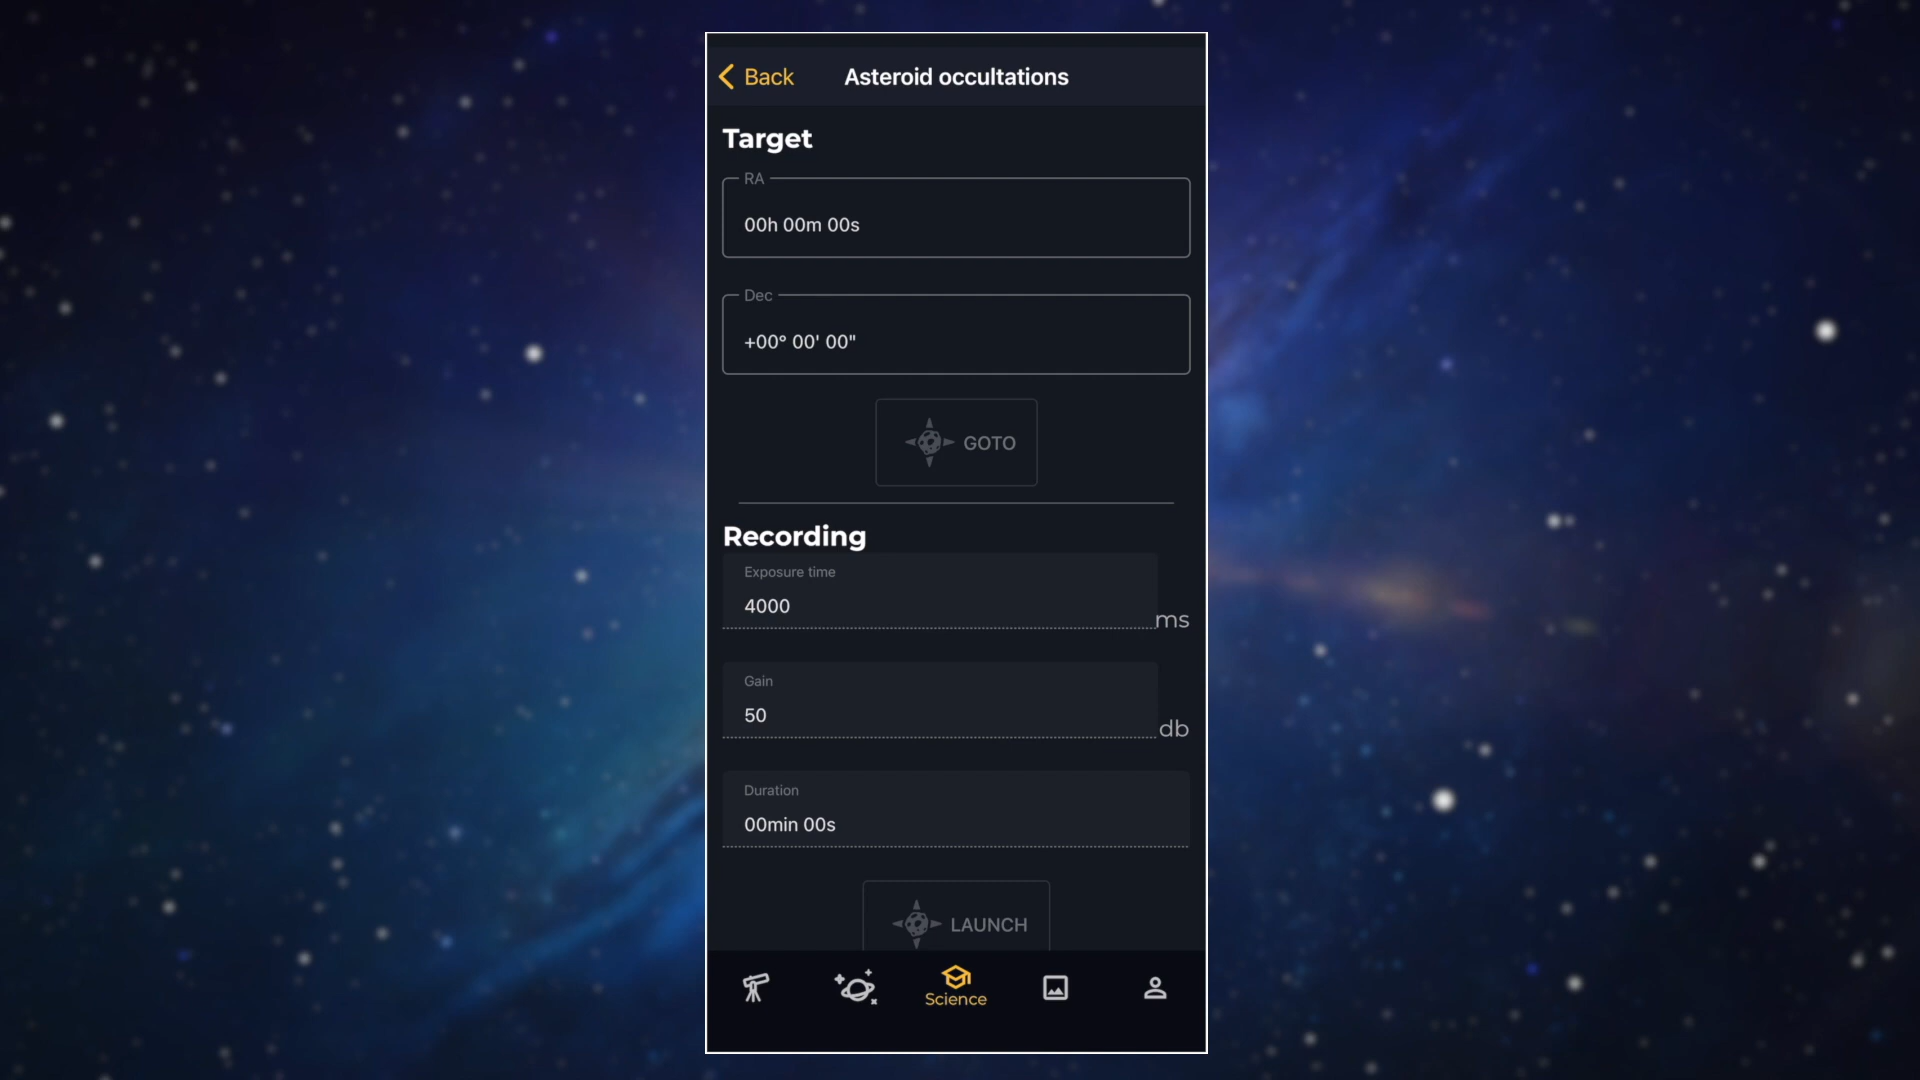 Back
Asteroid occultations
Target
RA
00h 00m 00s
Dec
+00° 00' 00"
GOTO
Recording
Exposure time
4000
ms
Gain
50
db
Duration
00min 00s
LAUNCH
Science